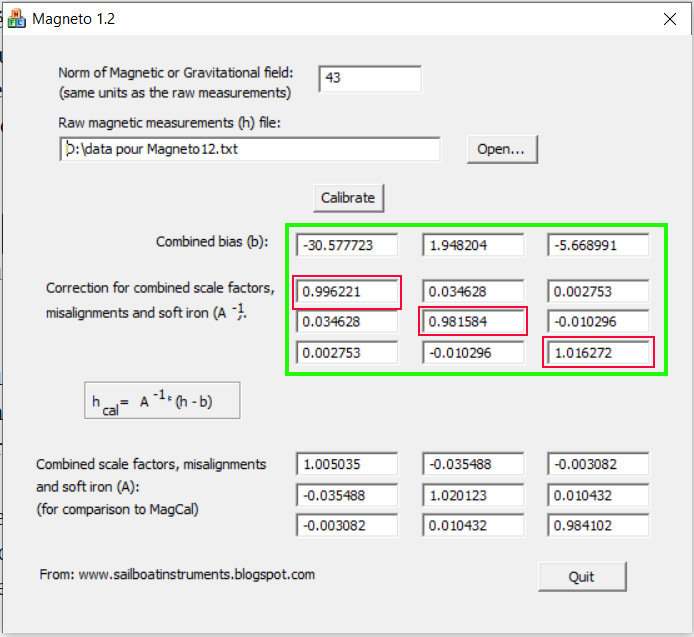 Magneto 1.2
Norm of Magnetic or Gravitational field: 43
(same units as the raw measurements)
Raw magnetic measurements (h) file:
D:\data pour Magneto12.txt Open...
Calibrate
Combined bias (b): -30.577723 1.948204 -5.668991
Correction for combined scale factors, 0.996221 0.034628 0.002753
misalignments and soft iron (A -1; 0.034628 0.981584 -0.010296
0.002753 -0.010296 1.016272
h cal = A -1 * (h - b)
Combined scale factors, misalignments 1.005035 -0.035488 -0.003082
and soft iron (A): -0.035488 1.020123 0.010432
(for comparison to MagCal) -0.003082 0.010432 0.984102
From: www.sailboatinstruments.blogspot.com Quit